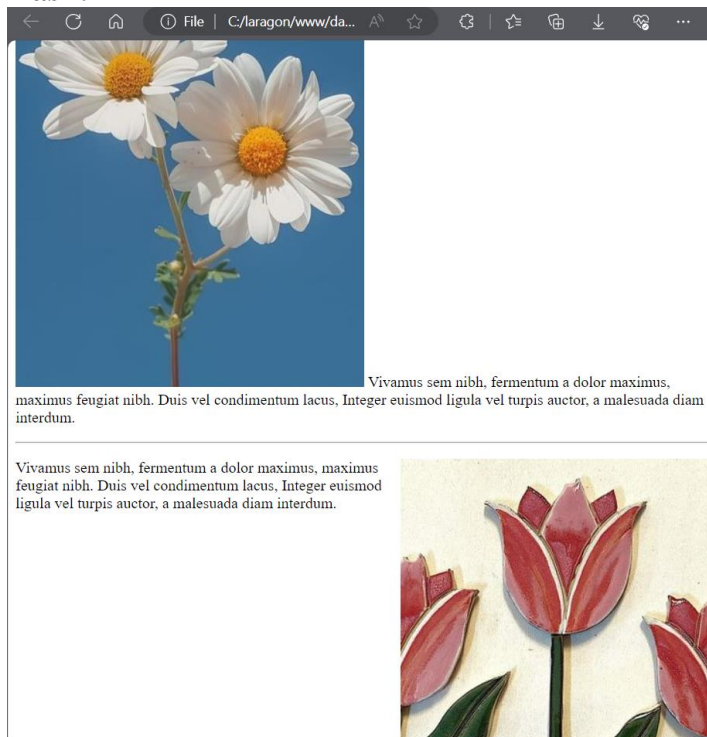 File | C:/laragon/www/da...
Vivamus sem nibh, fermentum a dolor maximus,
maximus feugiat nibh. Duis vel condimentum lacus, Integer euismod ligula vel turpis auctor, a malesuada diam
interdum.
Vivamus sem nibh, fermentum a dolor maximus, maximus
feugiat nibh. Duis vel condimentum lacus, Integer euismod
ligula vel turpis auctor, a malesuada diam interdum.